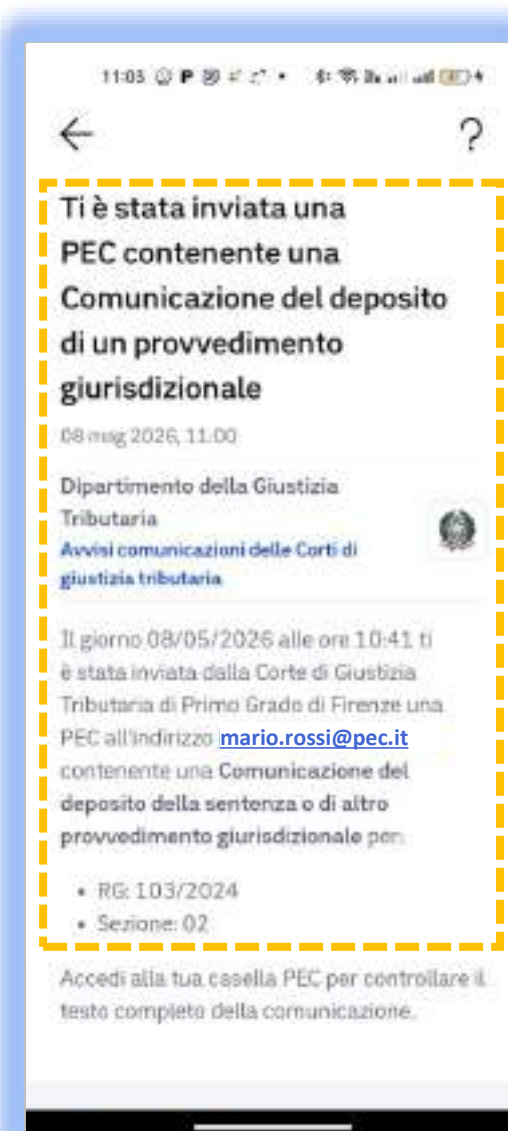 11:03
?
Ti è stata inviata una
PEC contenente una
Comunicazione del deposito
di un provvedimento
giurisdizionale
08 mag 2026, 11.00
Dipartimento della Giustizia
Tributaria
Avvisi comunicazioni delle Corti di
giustizia tributaria
Il giorno 08/05/2026 alle ore 10:41 ti
è stata inviata dalla Corte di Giustizia
Tributaria di Primo Grado di Firenze una
PEC all'indirizzo mario.rossi@pec.it
contenente una Comunicazione del
deposito della sentenza o di altro
provvedimento giurisdizionale per:
• RG: 103/2024
• Sezione: 02
Accedi alla tua casella PEC per controllare il
testo completo della comunicazione.